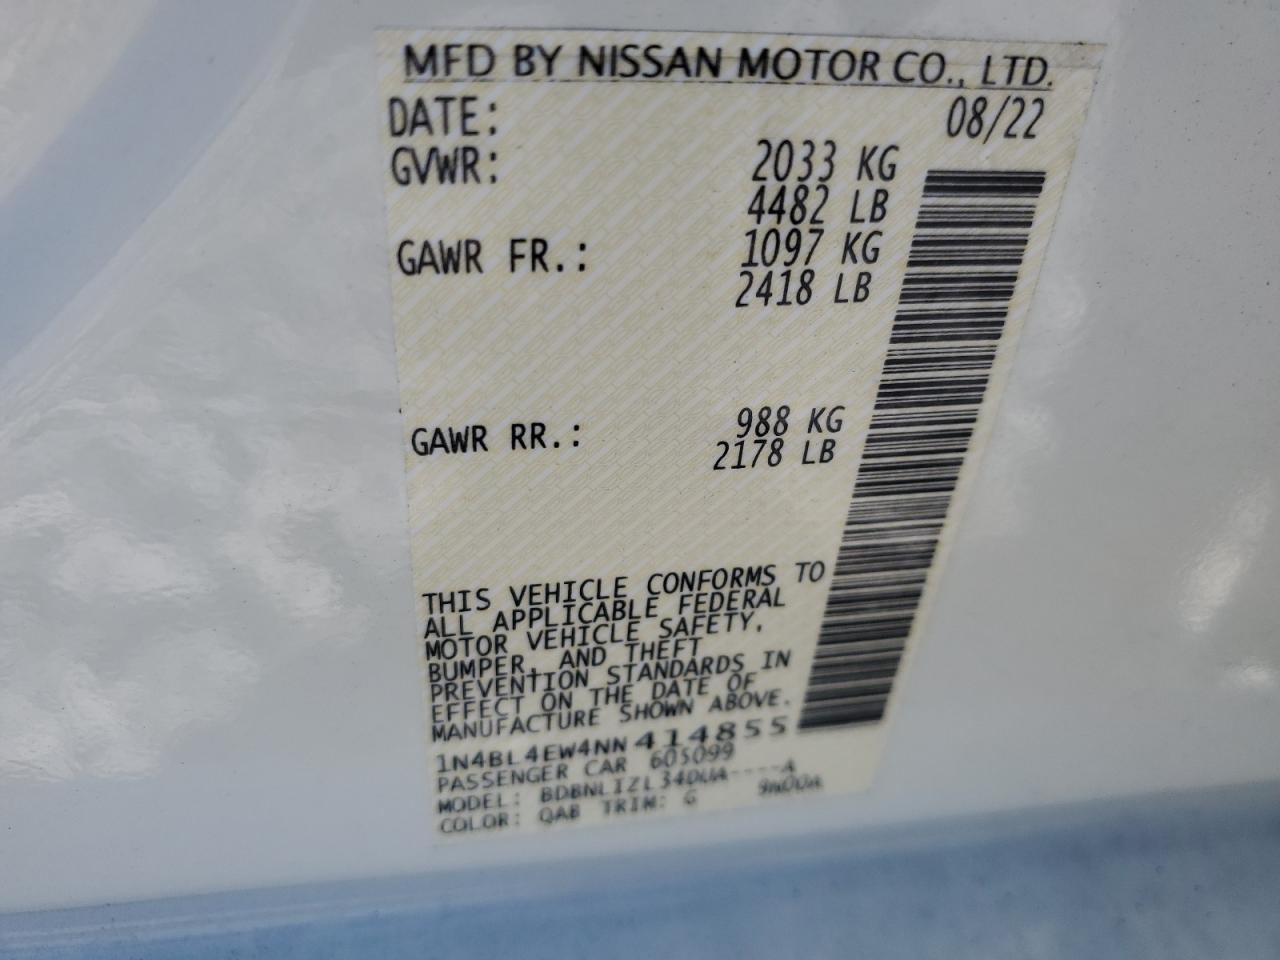 MFD BY NISSAN MOTOR CO., LTD.
DATE: 08/22
GVWR: 2033 KG
4482 LB
GAWR FR.: 1097 KG
2418 LB
GAWR RR.: 988 KG
2178 LB
THIS VEHICLE CONFORMS TO
ALL APPLICABLE FEDERAL
MOTOR VEHICLE SAFETY,
BUMPER, AND THEFT
PREVENTION STANDARDS IN
EFFECT ON THE DATE OF
MANUFACTURE SHOWN ABOVE.
1N4BL4EW4NN414855
PASSENGER CAR 605099
MODEL:
COLOR: QAB TRIM: G